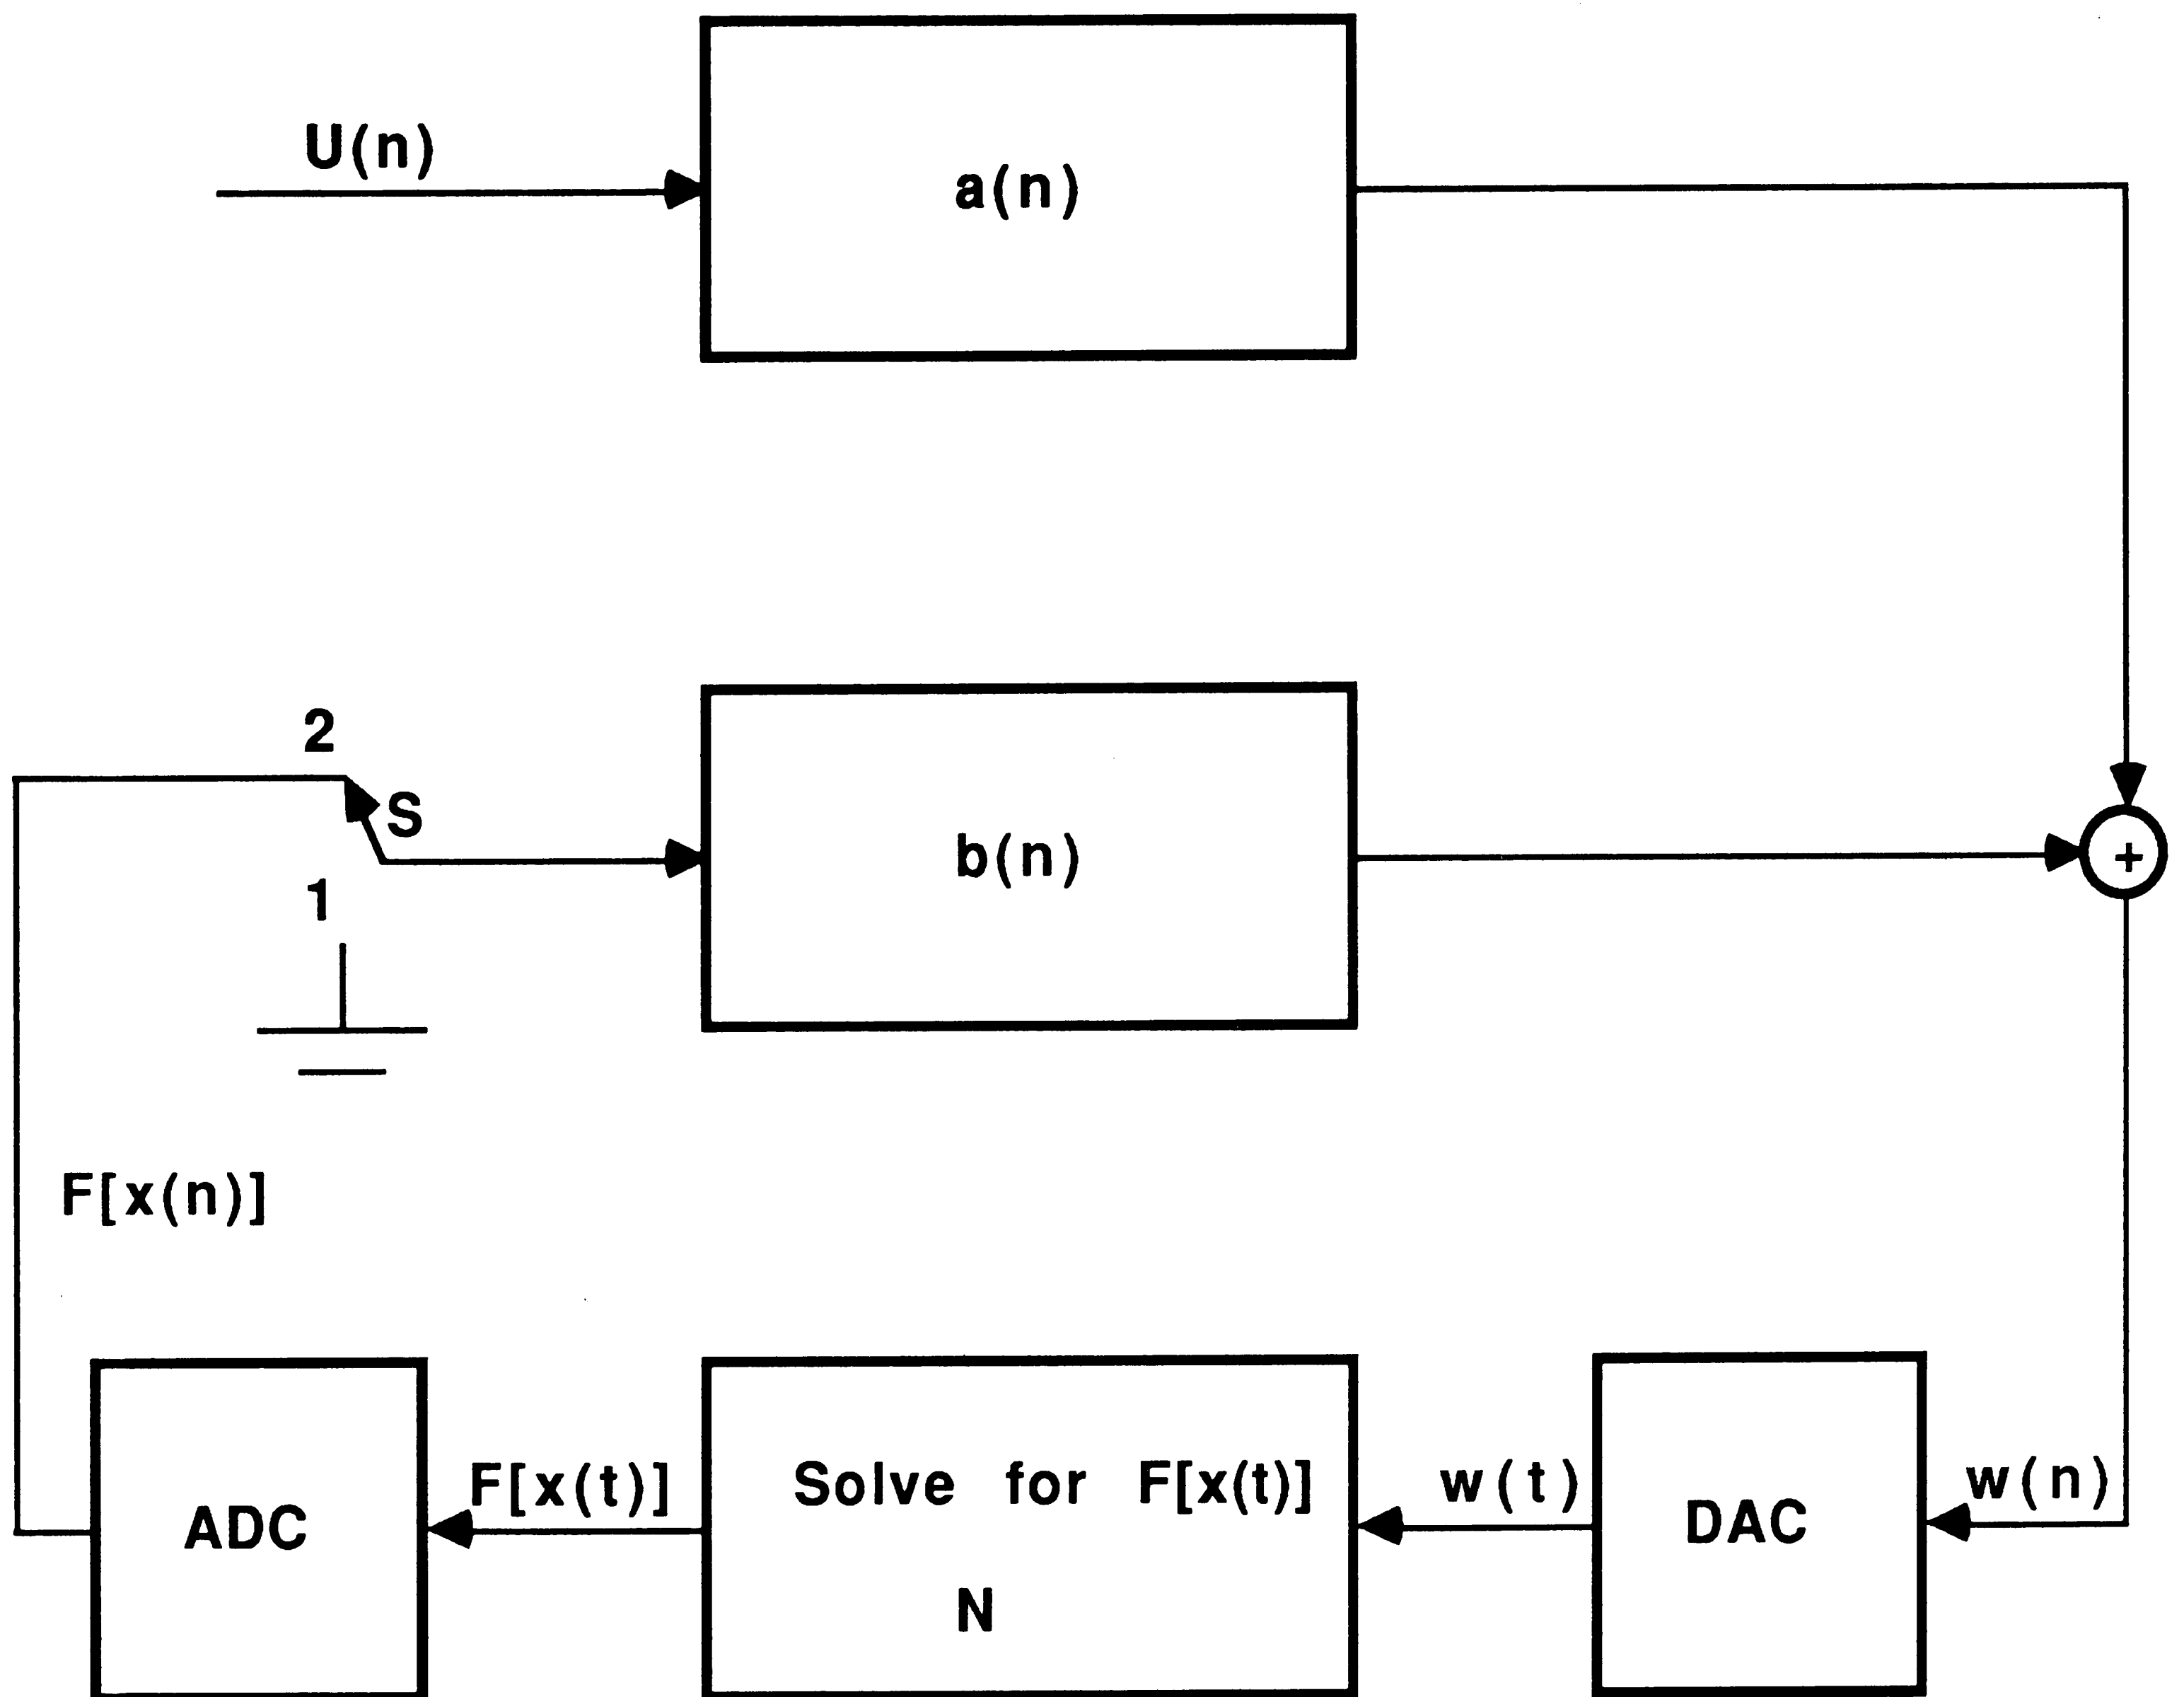 U(n)
a(n)
2
S
1
b(n)
+
F[x(n)]
ADC
F[x(t)]
Solve for F[x(t)]
N
w(t)
DAC
w(n)